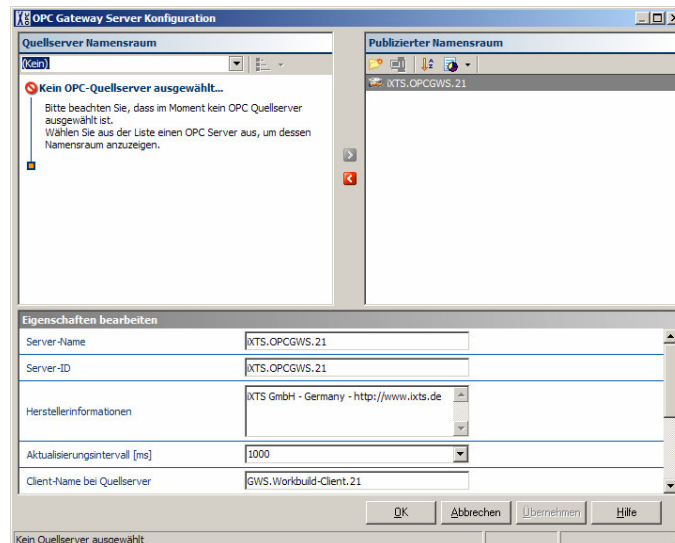 OPC Gateway Server Konfiguration
Quellserver Namensraum
(Kein)
Kein OPC-Quellserver ausgewählt...
Bitte beachten Sie, dass im Moment kein OPC Quellserver
ausgewählt ist.
Wählen Sie aus der Liste einen OPC Server aus, um dessen
Namensraum anzuzeigen.
Publizierter Namensraum
iXTS.OPCGWS.21
Eigenschaften bearbeiten
Server-Name
iXTS.OPCGWS.21
Server-ID
iXTS.OPCGWS.21
Herstellerinformationen
iXTS GmbH - Germany - http://www.ixts.de
Aktualisierungsintervall [ms]
1000
Client-Name bei Quellserver
GWS.Workbuild-Client.21
OK
Abbrechen
Übernehmen
Hilfe
Kein Quellserver ausgewählt